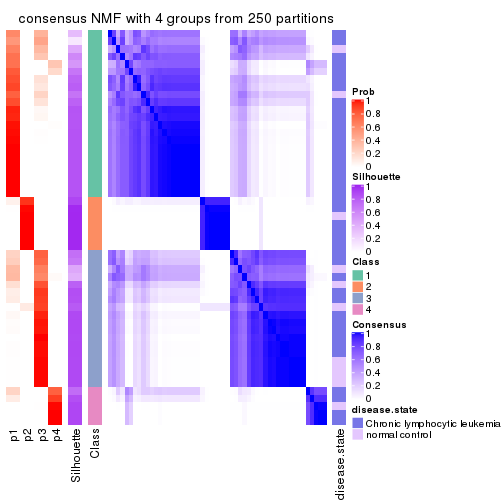 consensus NMF with 4 groups from 250 partitions
Prob
1
0.8
0.6
0.4
0.2
0
Silhouette
1
0.8
0.6
0.4
0.2
0
Class
1
2
3
4
Consensus
1
0.8
0.6
0.4
0.2
0
disease.state
Chronic lymphocytic leukemia
normal control
p1
p2
p3
p4
Silhouette
Class
disease.state